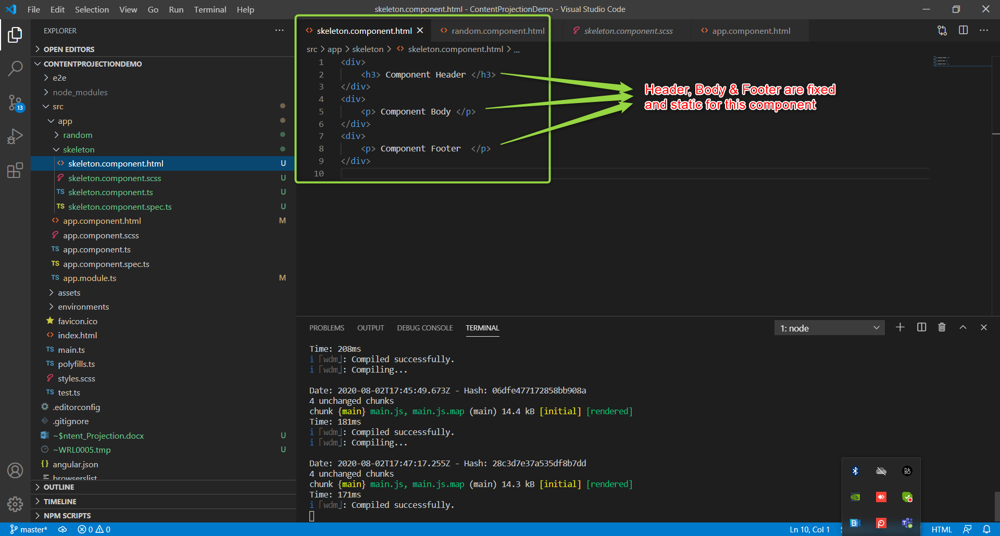 File Edit Selection View Go Run Terminal Help
skeleton.component.html - ContentProjectionDemo - Visual Studio Code
EXPLORER
OPEN EDITORS
CONTENTPROJECTIONDEMO
e2e
node_modules
src
app
random
skeleton
skeleton.component.html U
skeleton.component.scss U
skeleton.component.ts U
skeleton.component.spec.ts U
app.component.html M
app.component.scss
app.component.ts
app.component.spec.ts
app.module.ts M
assets
environments
favicon.ico
index.html
main.ts
polyfills.ts
styles.scss
test.ts
.editorconfig
.gitignore
~$ntent_Projection.docx U
~WRL0005.tmp U
angular.json
browserslist
OUTLINE
TIMELINE
NPM SCRIPTS
13
skeleton.component.html random.component.html skeleton.component.scss app.component.html
src > app > skeleton > skeleton.component.html > ...
1 <div>
2 <h3> Component Header </h3>
3 </div>
4 <div>
5 <p> Component Body </p>
6 </div>
7 <div>
8 <p> Component Footer </p>
9 </div>
10
Header, Body & Footer are fixed
and static for this component
PROBLEMS OUTPUT DEBUG CONSOLE TERMINAL
1: node
Time: 208ms
i ｢wdm｣: Compiled successfully.
i ｢wdm｣: Compiling...
Date: 2020-08-02T17:45:49.673Z - Hash: 06dfe477172858bb908a
4 unchanged chunks
chunk {main} main.js, main.js.map (main) 14.4 kB [initial] [rendered]
Time: 181ms
i ｢wdm｣: Compiled successfully.
i ｢wdm｣: Compiling...
Date: 2020-08-02T17:47:17.255Z - Hash: 28c3d7e37a535df8b7dd
4 unchanged chunks
chunk {main} main.js, main.js.map (main) 14.3 kB [initial] [rendered]
Time: 171ms
i ｢wdm｣: Compiled successfully.
master* 0 0
Ln 10, Col 1
HTML